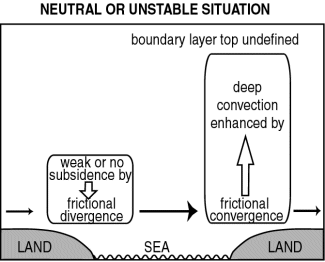 NEUTRAL OR UNSTABLE SITUATION
boundary layer top undefined
deep
convection
enhanced by
frictional
convergence
weak or no
subsidence by
frictional
divergence
LAND
SEA
LAND